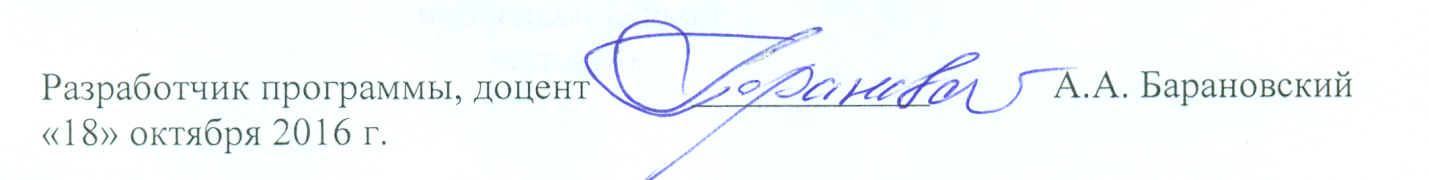 Разработчик программы, доцент А.А. Барановский
«18» октября 2016 г.